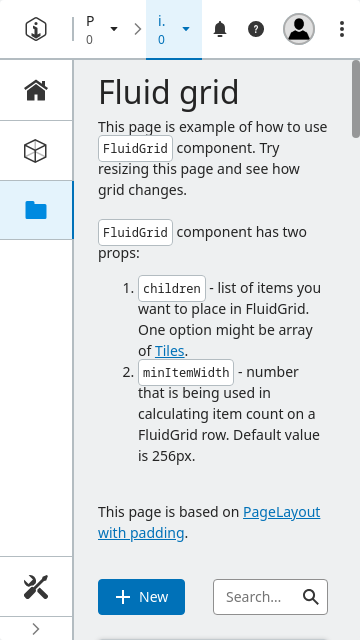 P
0
i.
0
Fluid grid
This page is example of how to use
FluidGrid component. Try
resizing this page and see how
grid changes.
FluidGrid component has two
props:
1. children - list of items you
want to place in FluidGrid.
One option might be array
of Tiles.
2. minItemWidth - number
that is being used in
calculating item count on a
FluidGrid row. Default value
is 256px.
This page is based on PageLayout
with padding.
New
Search...